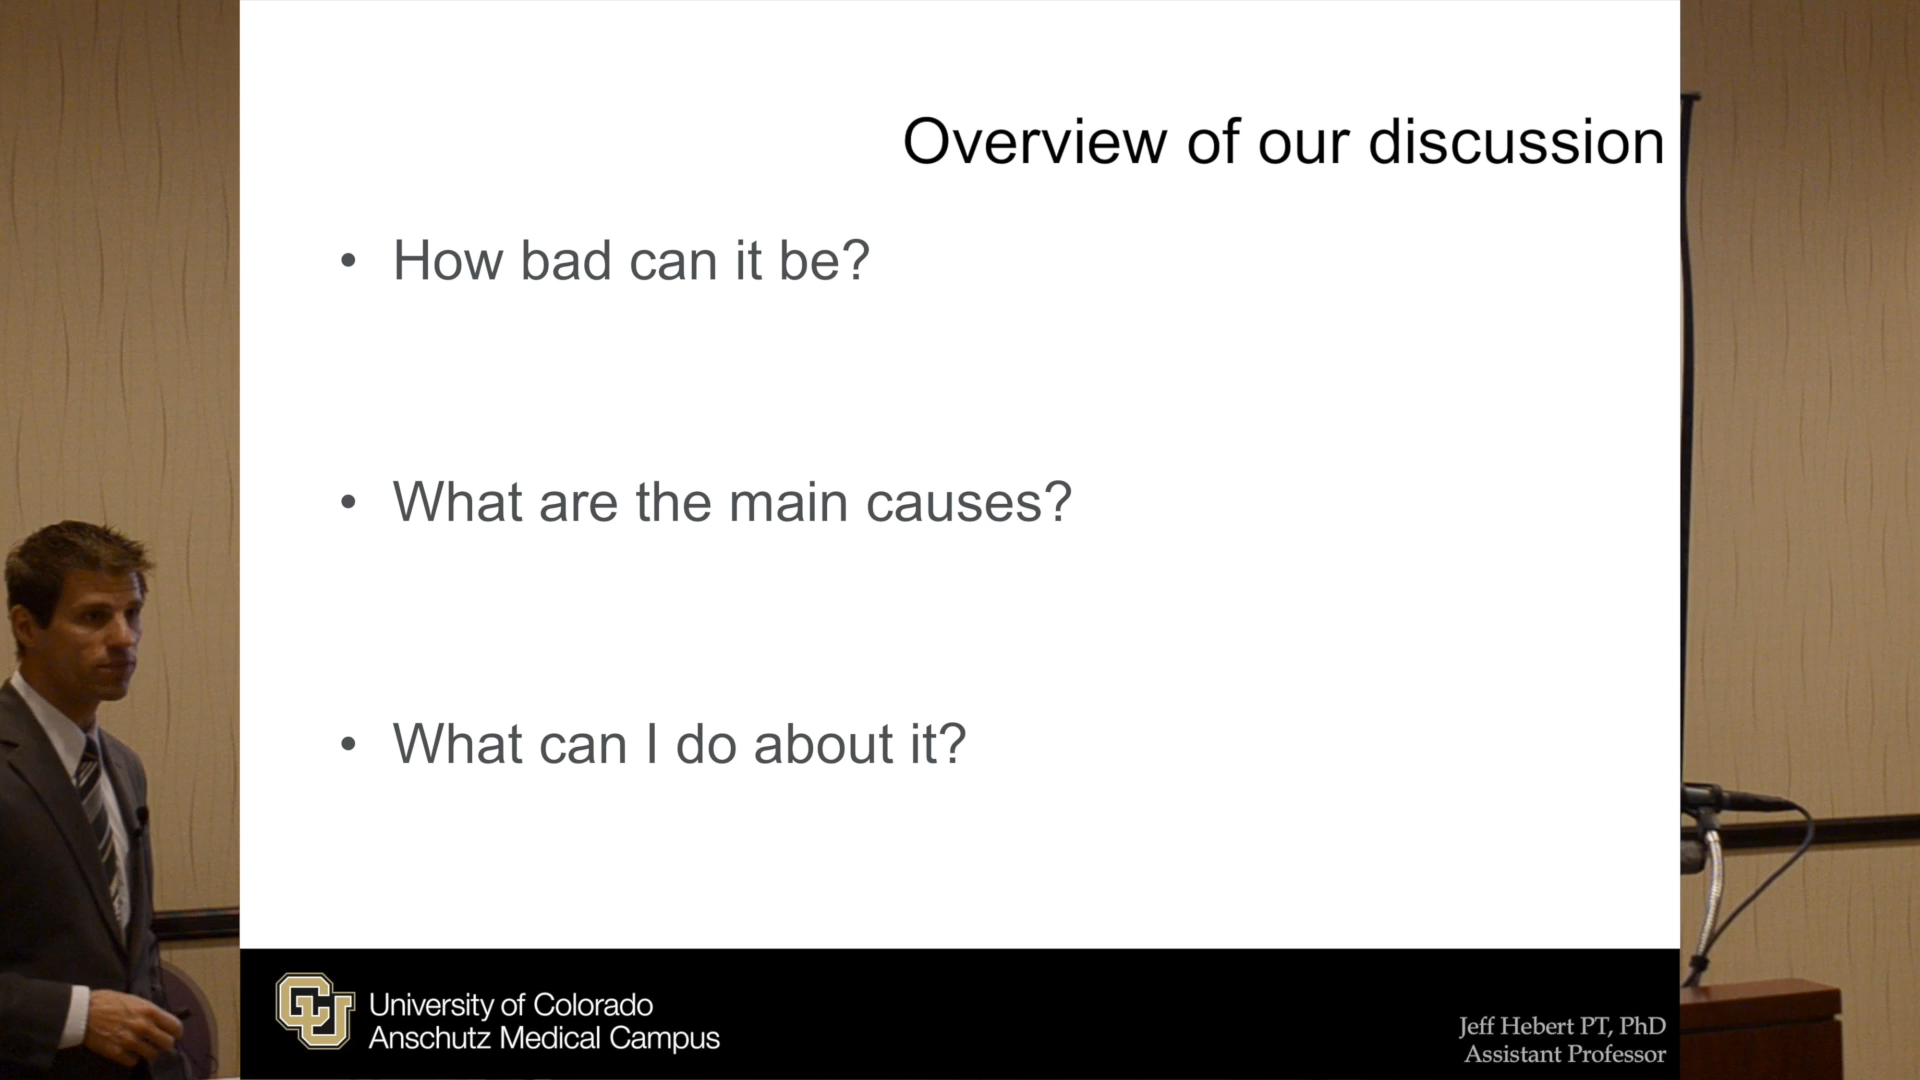 Overview of our discussion
• How bad can it be?
• What are the main causes?
• What can I do about it?
CU
University of Colorado
Anschutz Medical Campus
Jeff Hebert PT, PhD
Assistant Professor